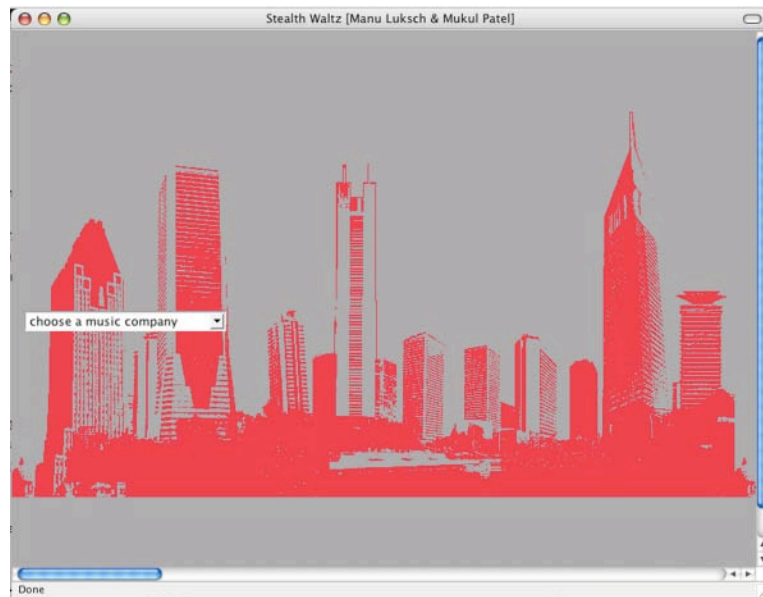 Stealth Waltz [Manu Luksch & Mukul Patel]
choose a music company
Done